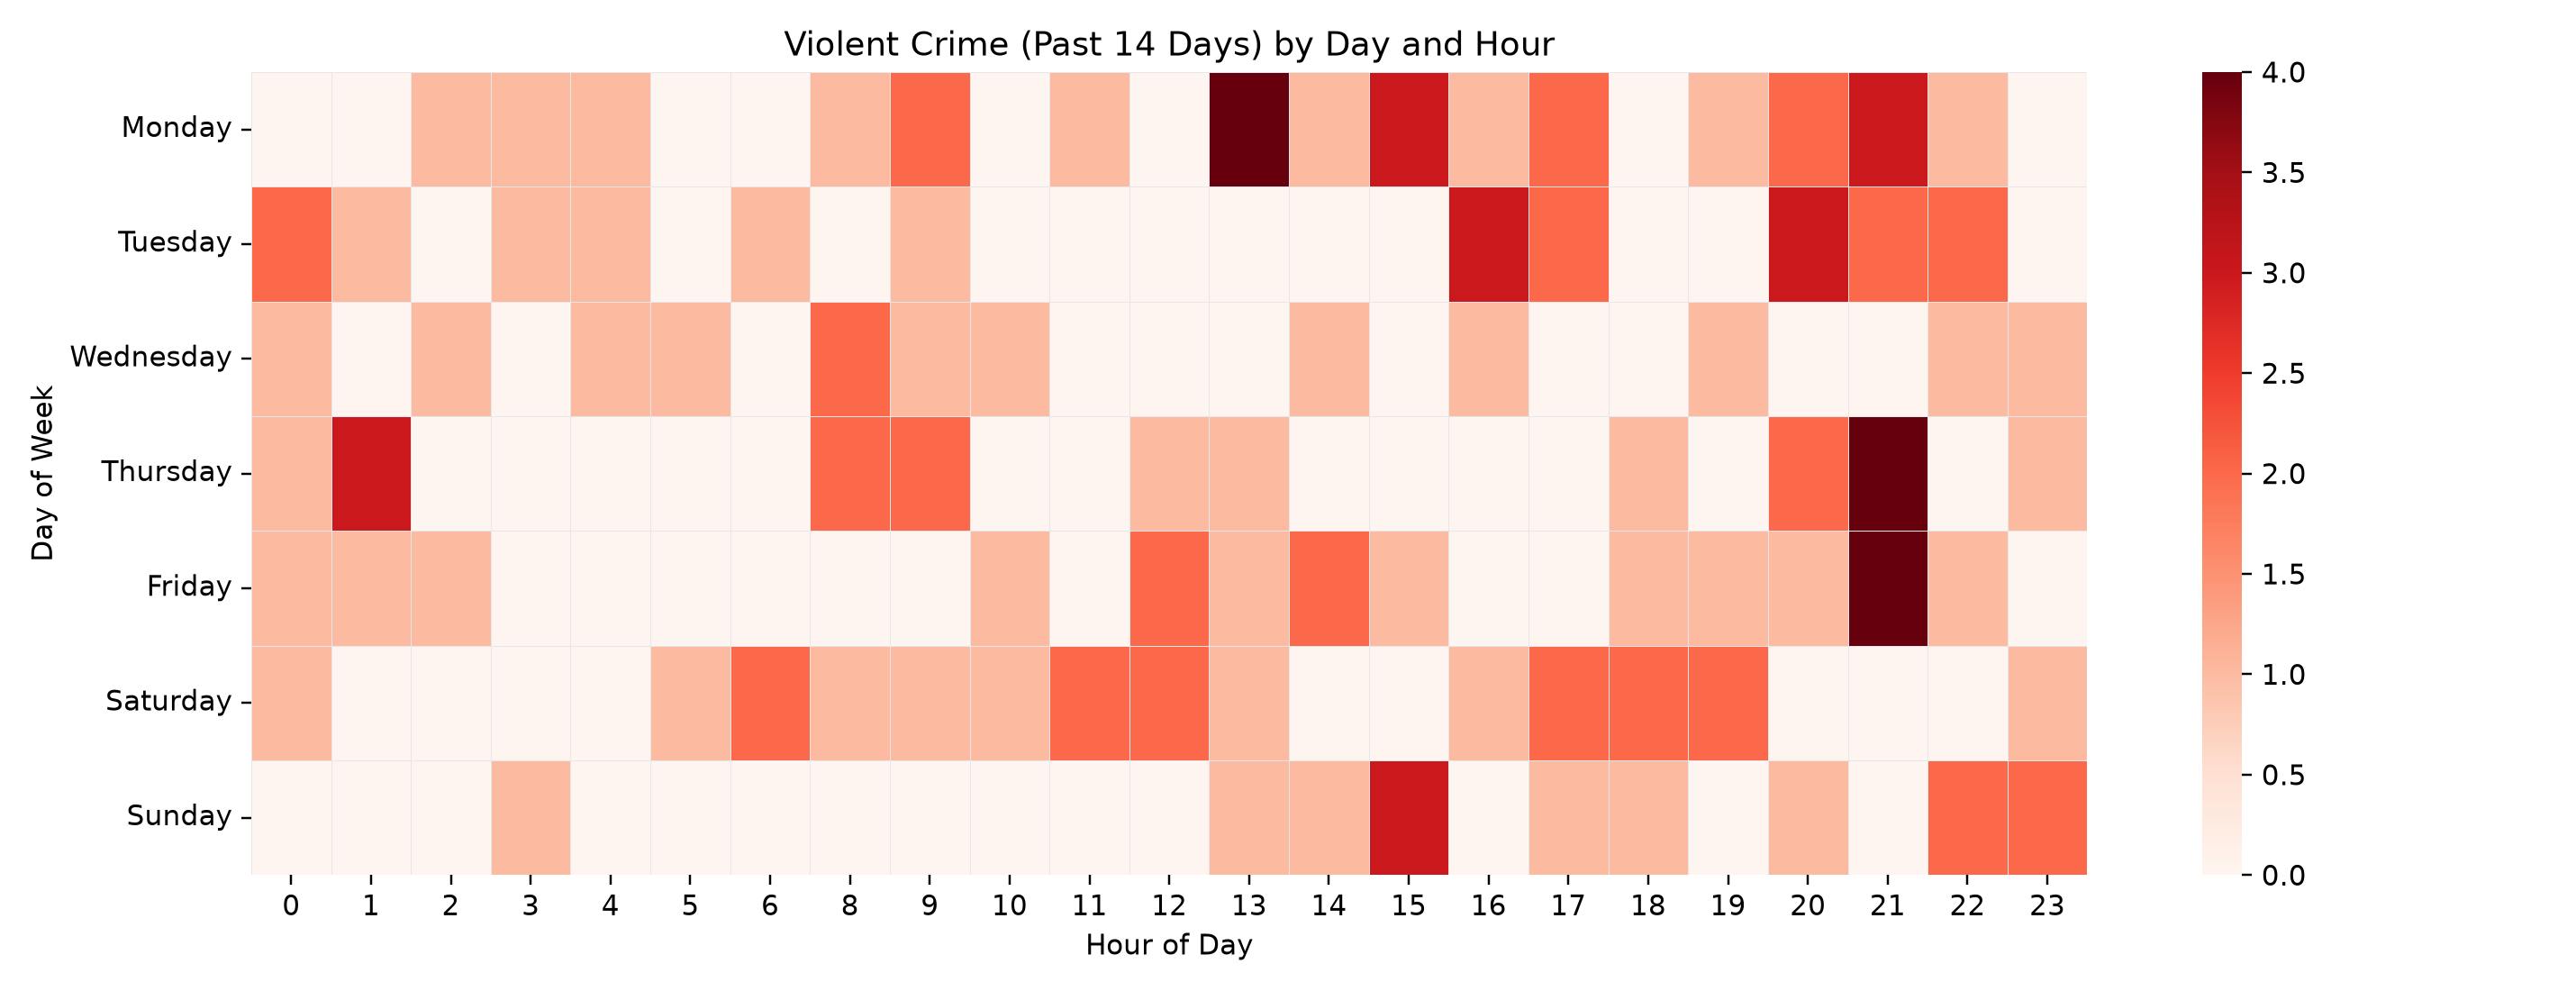 Violent Crime (Past 14 Days) by Day and Hour
Day of Week
Monday
Tuesday
Wednesday
Thursday
Friday
Saturday
Sunday
0 1 2 3 4 5 6 8 9 10 11 12 13 14 15 16 17 18 19 20 21 22 23
Hour of Day
4.0
3.5
3.0
2.5
2.0
1.5
1.0
0.5
0.0